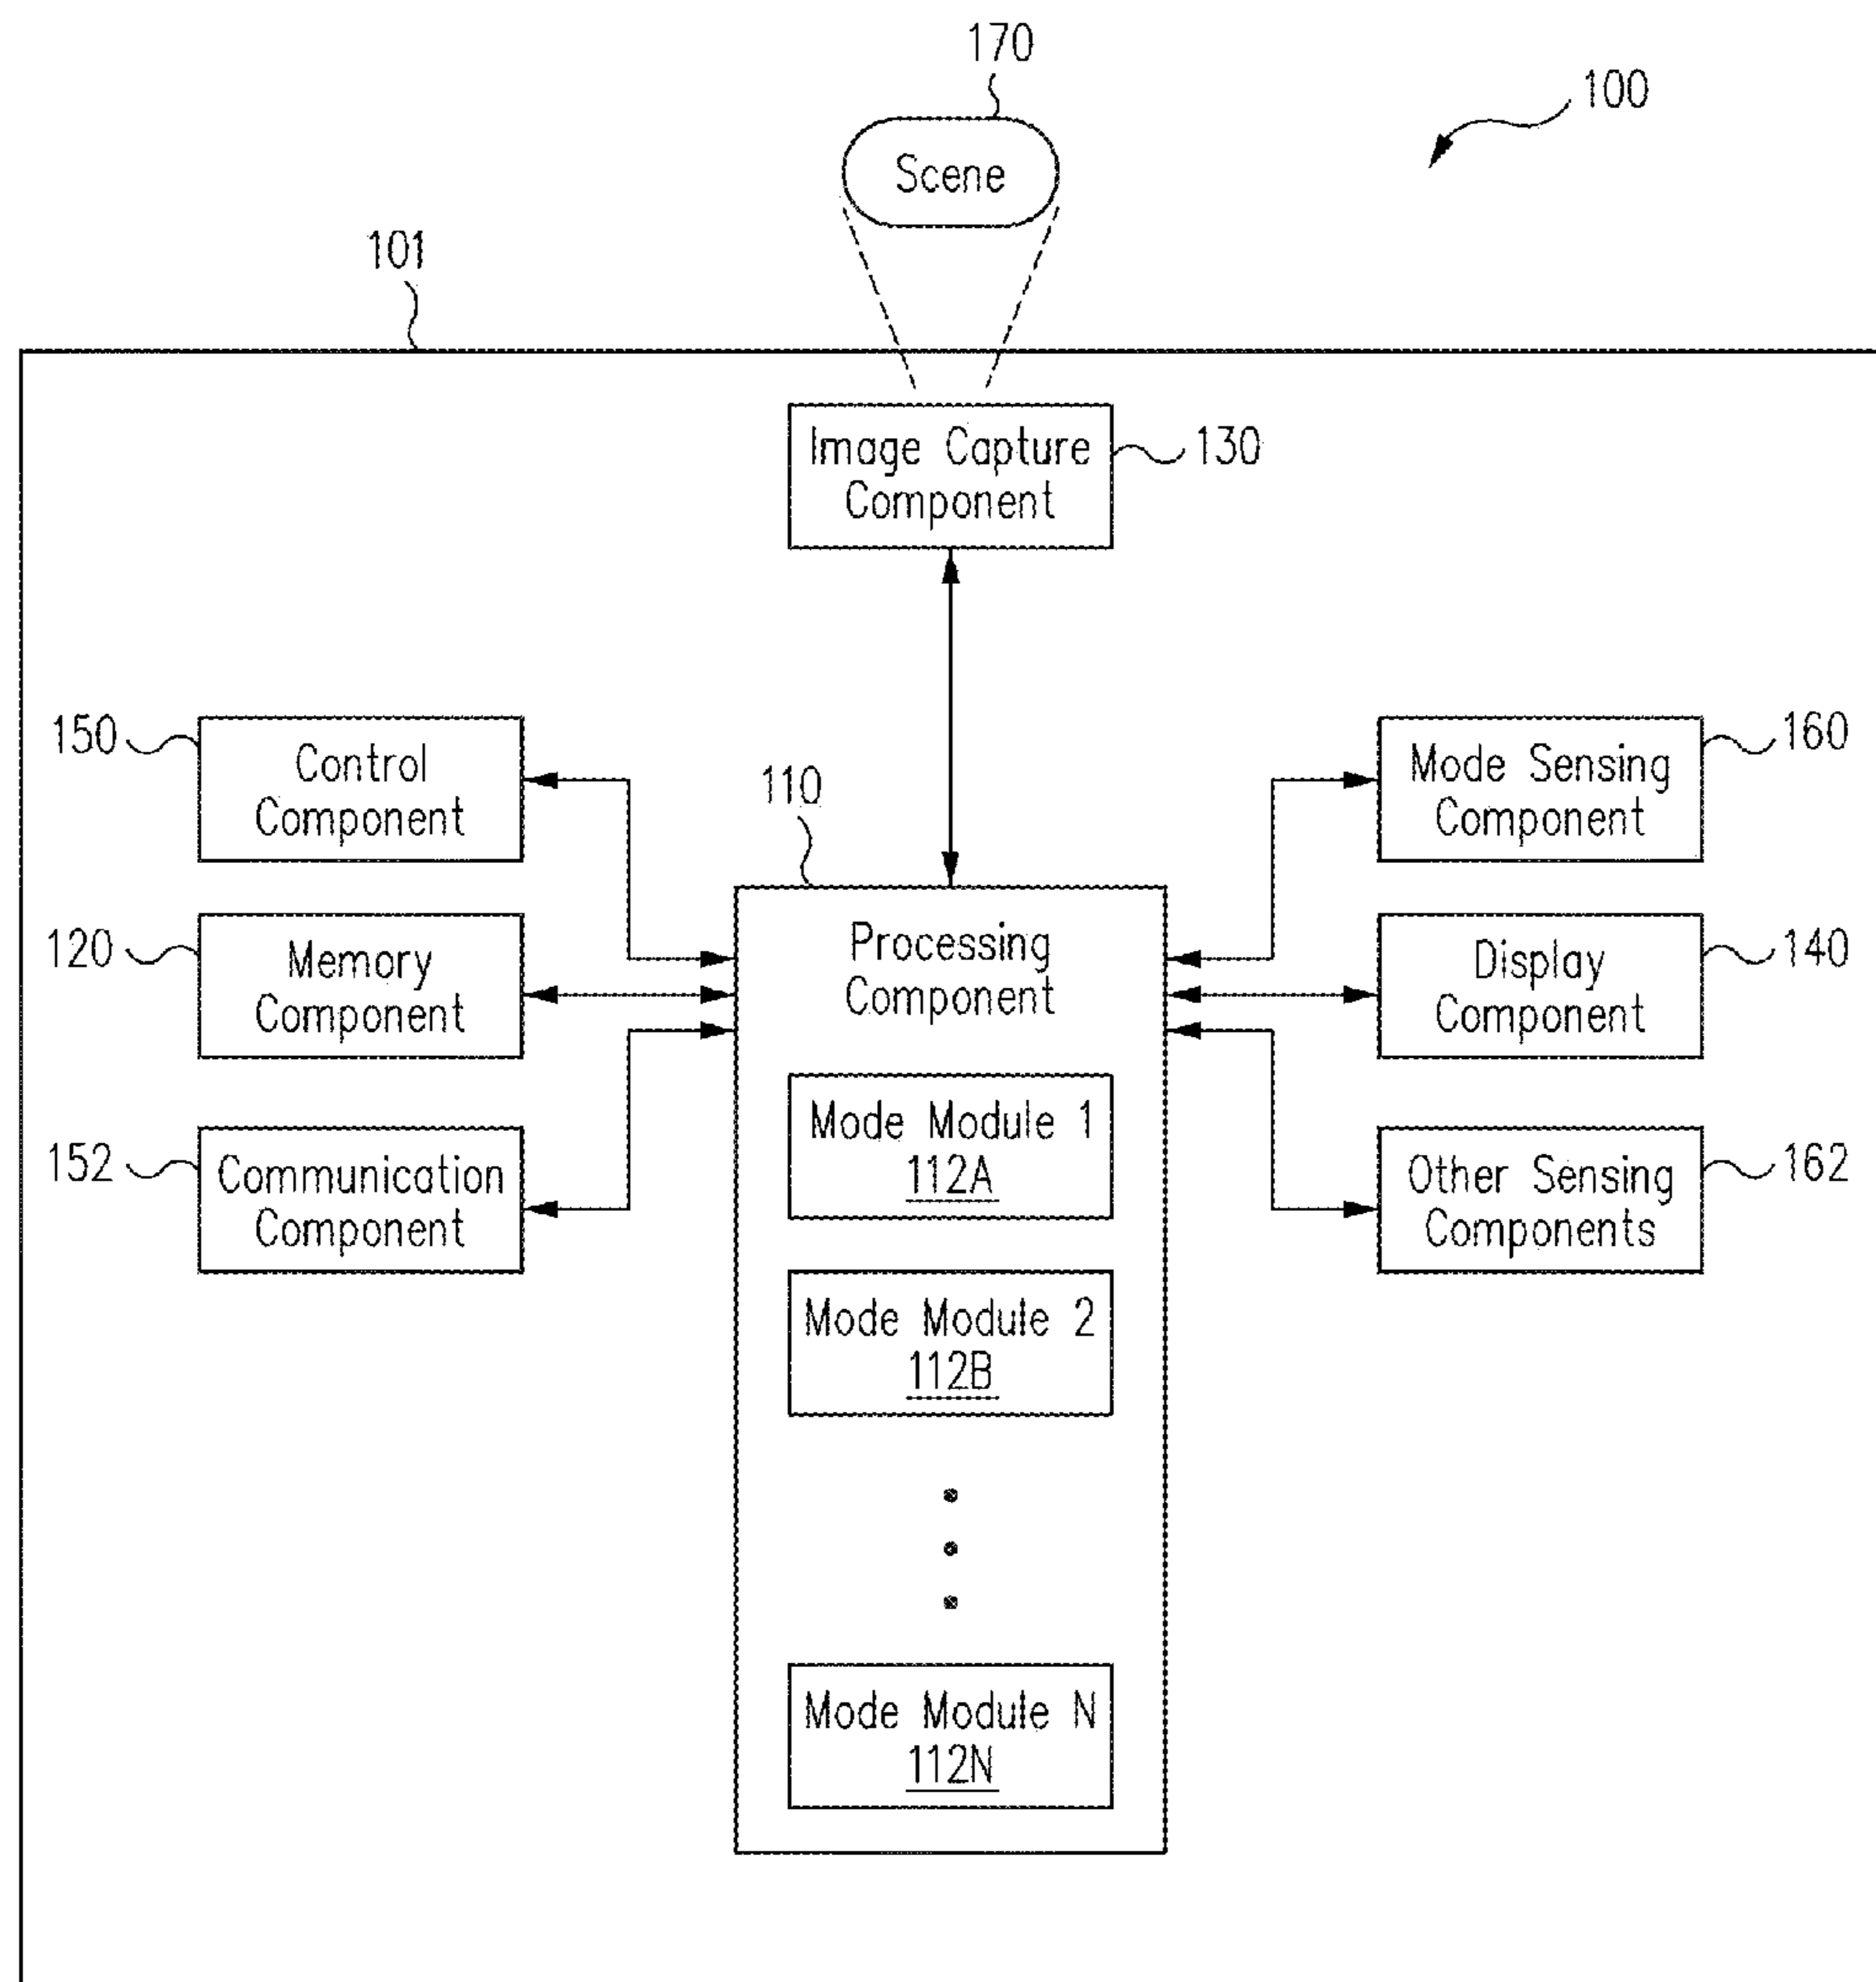 170
100
Scene
101
Image Capture
Component
130
150
Control
Component
110
Mode Sensing
Component
160
120
Memory
Component
Processing
Component
Display
Component
140
152
Communication
Component
Mode Module 1
112A
Other Sensing
Components
162
Mode Module 2
112B
Mode Module N
112N